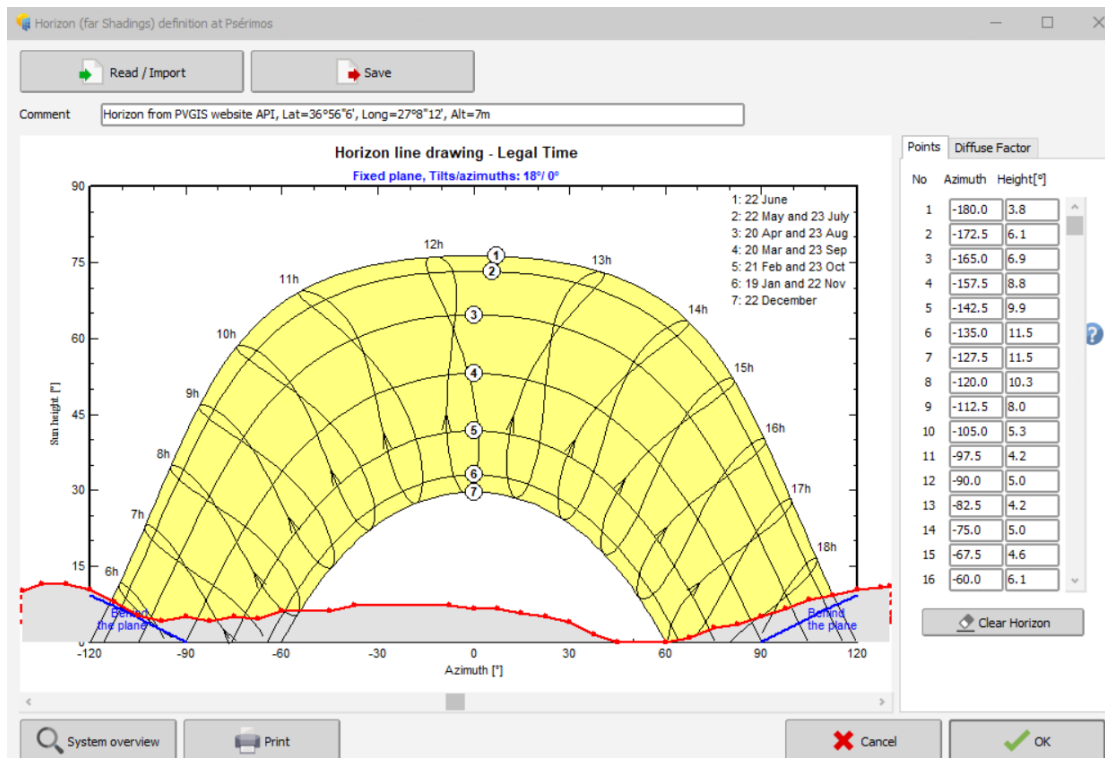 Horizon (far Shadings) definition at Psérimos
Read / Import
Save
Comment
Horizon from PVGIS website API, Lat=36°56"6', Long=27°8"12', Alt=7m
Horizon line drawing - Legal Time
Fixed plane, Tilts/azimuths: 18°/ 0°
1: 22 June
2: 22 May and 23 July
3: 20 Apr and 23 Aug
4: 20 Mar and 23 Sep
5: 21 Feb and 23 Oct
6: 19 Jan and 22 Nov
7: 22 December
90
75
60
45
30
15
0
Sun height [°]
6h
7h
8h
9h
10h
11h
12h
13h
14h
15h
16h
17h
18h
1
2
3
4
5
6
7
Behind
the plane
Behind
the plane
-120 -90 -60 -30 0 30 60 90 120
Azimuth [°]
Points Diffuse Factor
No Azimuth Height[°]
1 -180.0 3.8
2 -172.5 6.1
3 -165.0 6.9
4 -157.5 8.8
5 -142.5 9.9
6 -135.0 11.5
7 -127.5 11.5
8 -120.0 10.3
9 -112.5 8.0
10 -105.0 5.3
11 -97.5 4.2
12 -90.0 5.0
13 -82.5 4.2
14 -75.0 5.0
15 -67.5 4.6
16 -60.0 6.1
?
Clear Horizon
System overview
Print
Cancel
OK